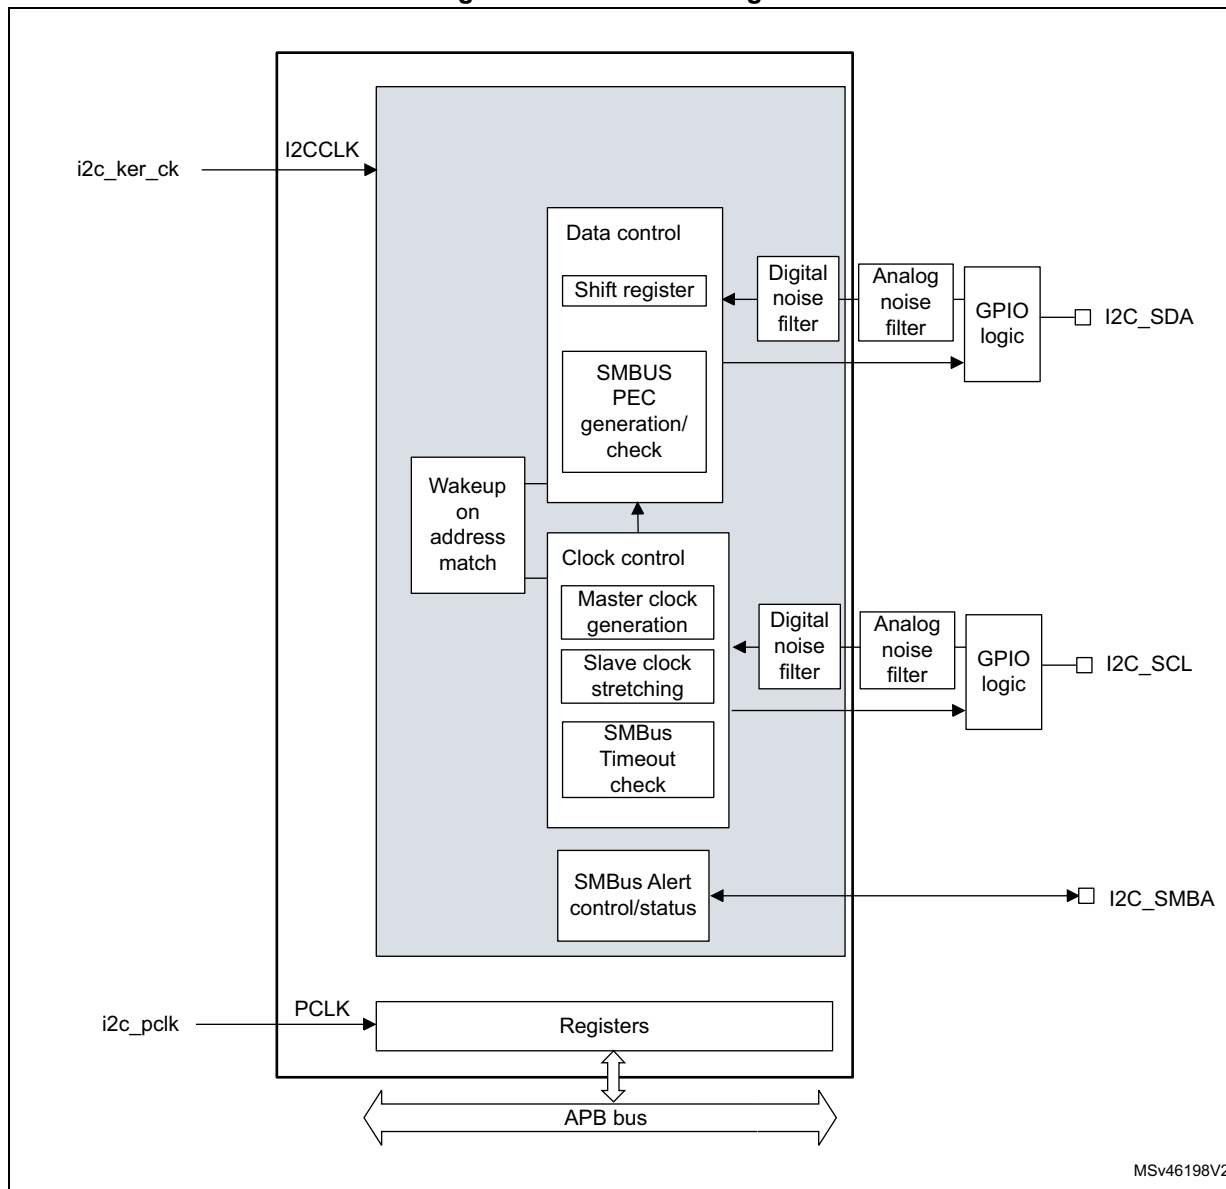 I2CCLK
i2c_ker_ck
Data control
Shift register
SMBUS
PEC
generation/
check
Digital
noise
filter
Analog
noise
filter
GPIO
logic
I2C_SDA
Wakeup
on
address
match
Clock control
Master clock
generation
Slave clock
stretching
SMBus
Timeout
check
Digital
noise
filter
Analog
noise
filter
GPIO
logic
I2C_SCL
SMBus Alert
control/status
I2C_SMBA
PCLK
i2c_pclk
Registers
APB bus
MSv46198V2